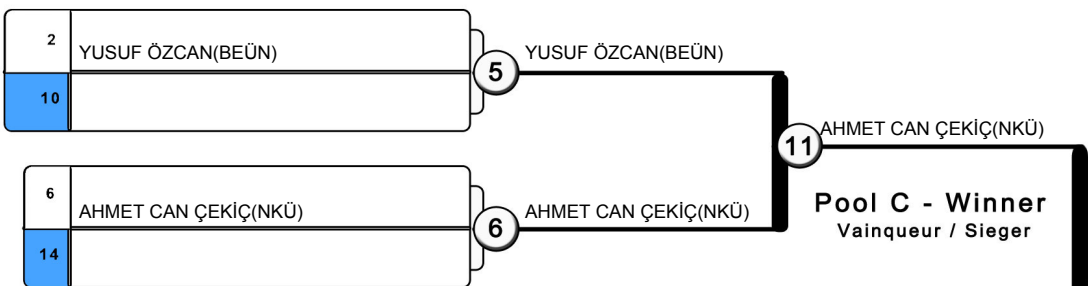 2
YUSUF ÖZCAN(BEÜN)
10
5
YUSUF ÖZCAN(BEÜN)
6
AHMET CAN ÇEKİÇ(NKÜ)
14
6
AHMET CAN ÇEKİÇ(NKÜ)
11
AHMET CAN ÇEKİÇ(NKÜ)
Pool C - Winner
Vainqueur / Sieger